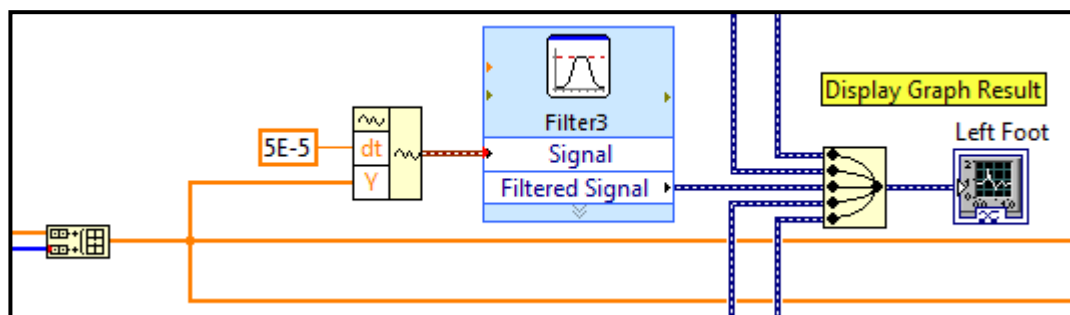 Display Graph Result
Filter3
Left Foot
5E-5
dt
Signal
Y
Filtered Signal